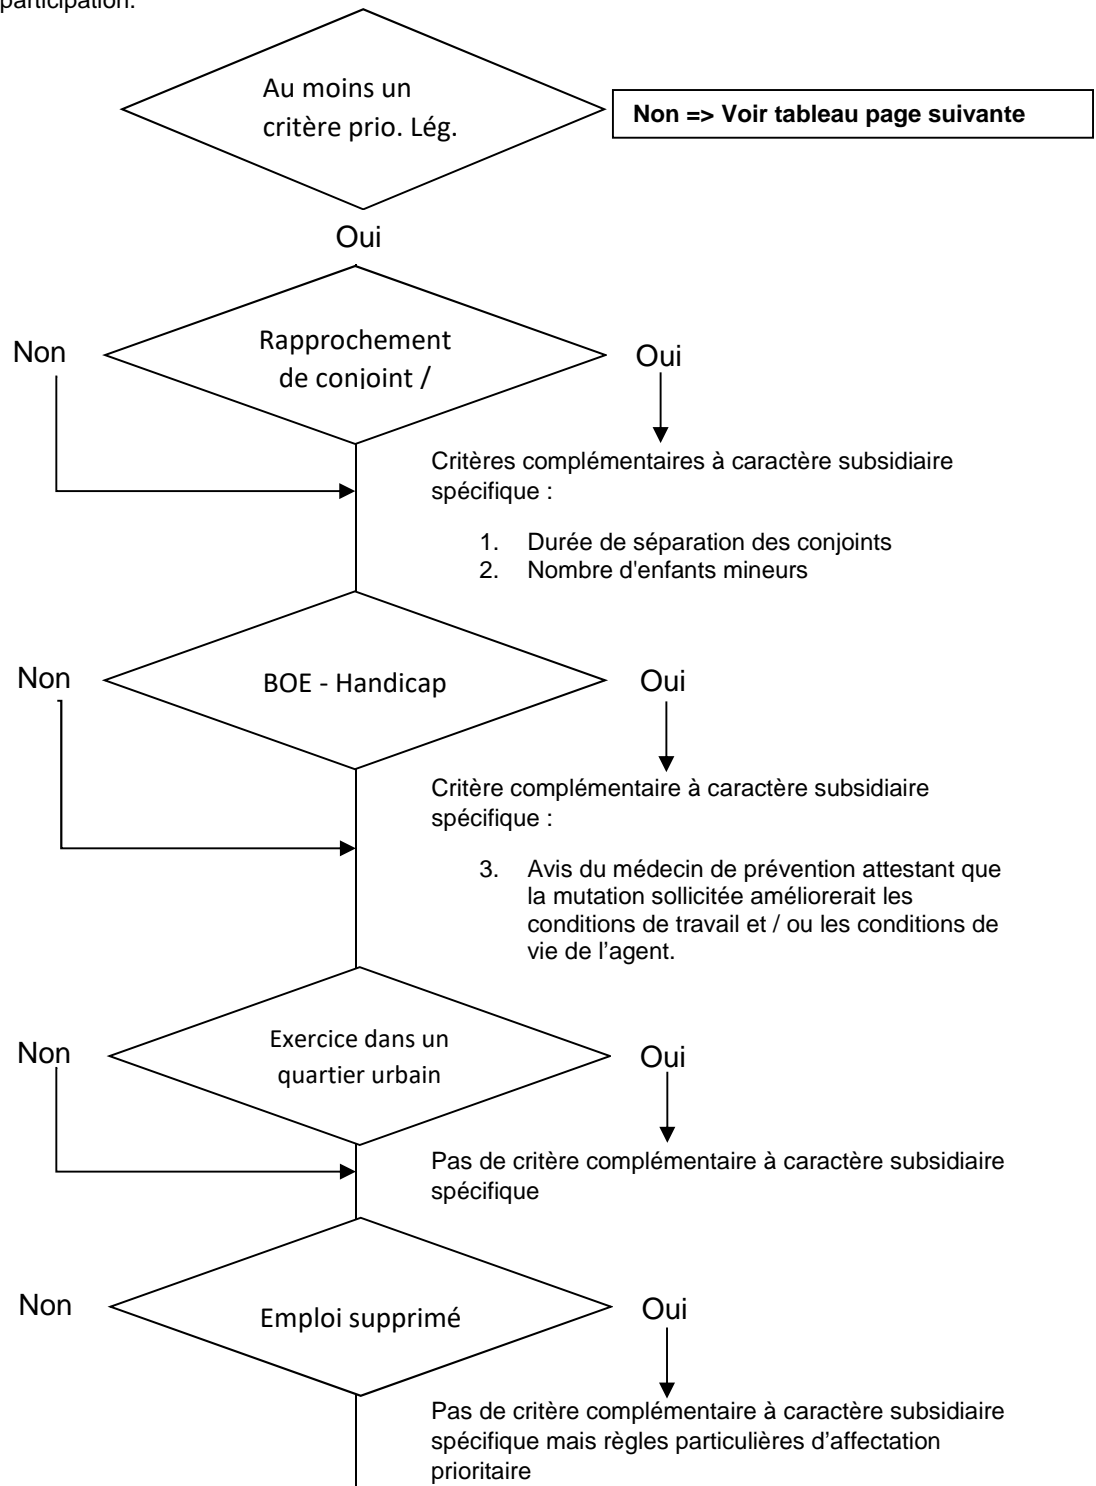 participation.
Au moins un
critère prio. Lég.
Non => Voir tableau page suivante
Oui
Rapprochement
de conjoint /
Non
Oui
Critères complémentaires à caractère subsidiaire
spécifique :
1. Durée de séparation des conjoints
2. Nombre d'enfants mineurs
Non
BOE - Handicap
Oui
Critère complémentaire à caractère subsidiaire
spécifique :
3. Avis du médecin de prévention attestant que
la mutation sollicitée améliorerait les
conditions de travail et / ou les conditions de
vie de l’agent.
Non
Exercice dans un
quartier urbain
Oui
Pas de critère complémentaire à caractère subsidiaire
spécifique
Non
Emploi supprimé
Oui
Pas de critère complémentaire à caractère subsidiaire
spécifique mais règles particulières d’affectation
prioritaire